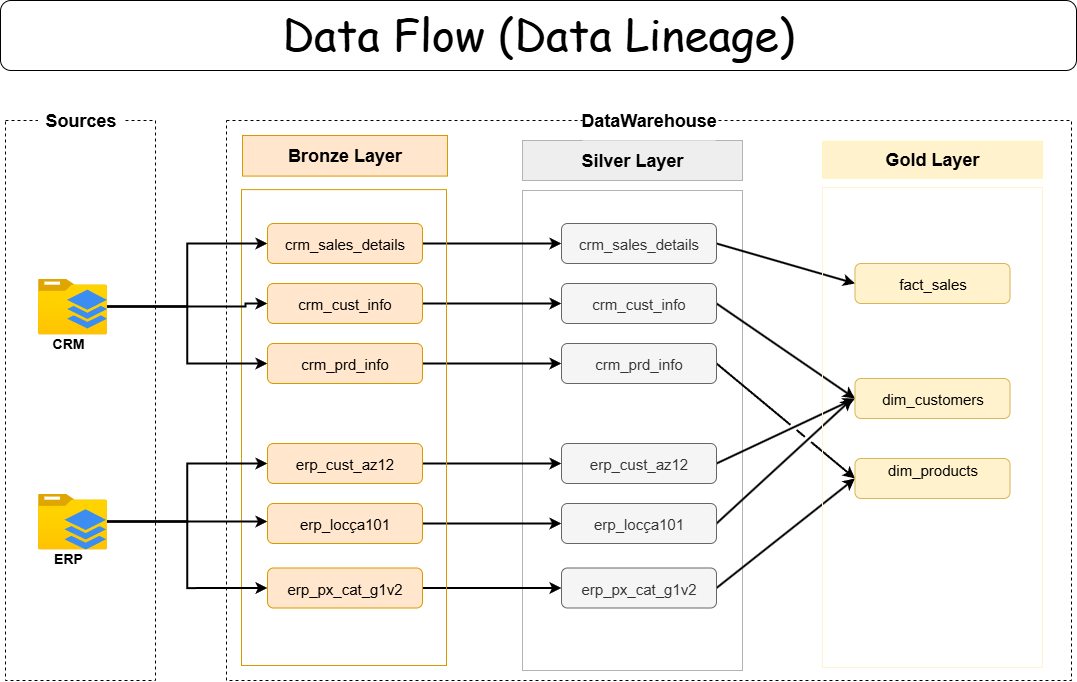 Data Flow (Data Lineage)
Sources
DataWarehouse
Bronze Layer
Silver Layer
Gold Layer
crm_sales_details
crm_sales_details
fact_sales
crm_cust_info
crm_cust_info
CRM
crm_prd_info
crm_prd_info
dim_customers
erp_cust_az12
erp_cust_az12
dim_products
erp_locça101
erp_locça101
ERP
erp_px_cat_g1v2
erp_px_cat_g1v2